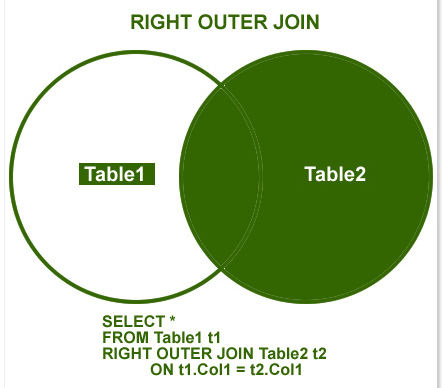 RIGHT OUTER JOIN
Table1
Table2
SELECT *
FROM Table1 t1
RIGHT OUTER JOIN Table2 t2
ON t1.Col1 = t2.Col1